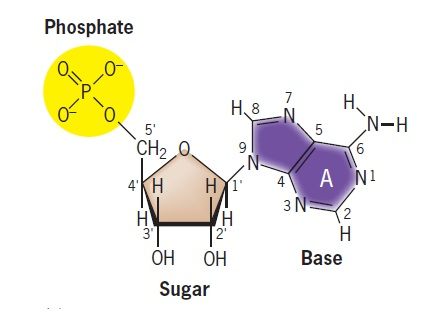 Phosphate
O O-
P
O- O
5'
CH2 O
4' H H 1'
H H
3' 2'
OH OH
Sugar
H 8 7 N 5
9 N 4
A
6 N 1
3 N 2
H
H
N-H
Base